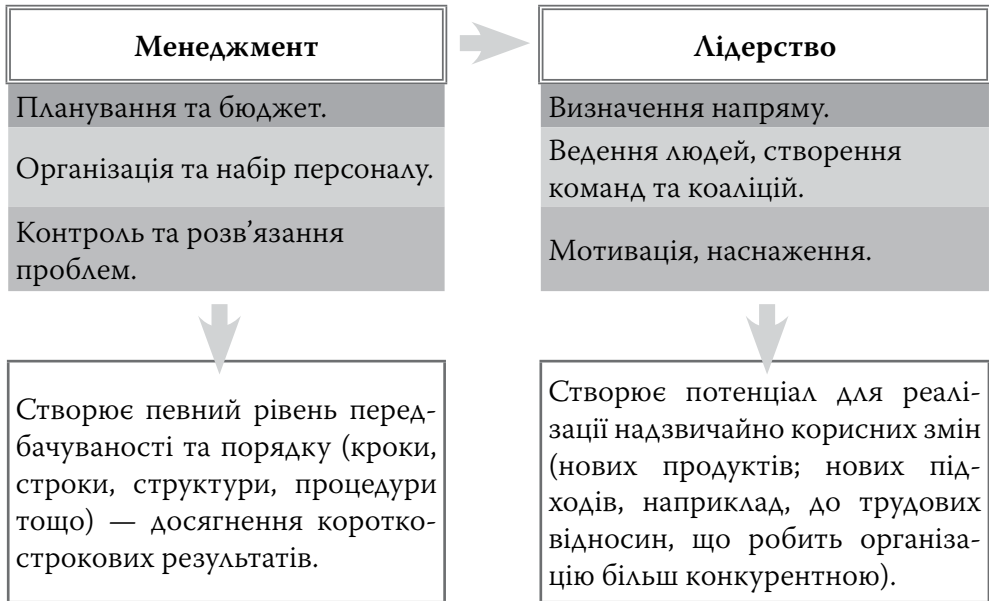 Менеджмент
Планування та бюджет.
Організація та набір персоналу.
Контроль та розв’язання
проблем.
Створює певний рівень перед-
бачуваності та порядку (кроки,
строки, структури, процедури
тощо) — досягнення коротко-
строкових результатів.
Лідерство
Визначення напряму.
Ведення людей, створення
команд та коаліцій.
Мотивація, наснаження.
Створює потенціал для реалі-
зації надзвичайно корисних змін
(нових продуктів; нових під-
ходів, наприклад, до трудових
відносин, що робить організа-
цію більш конкурентною).